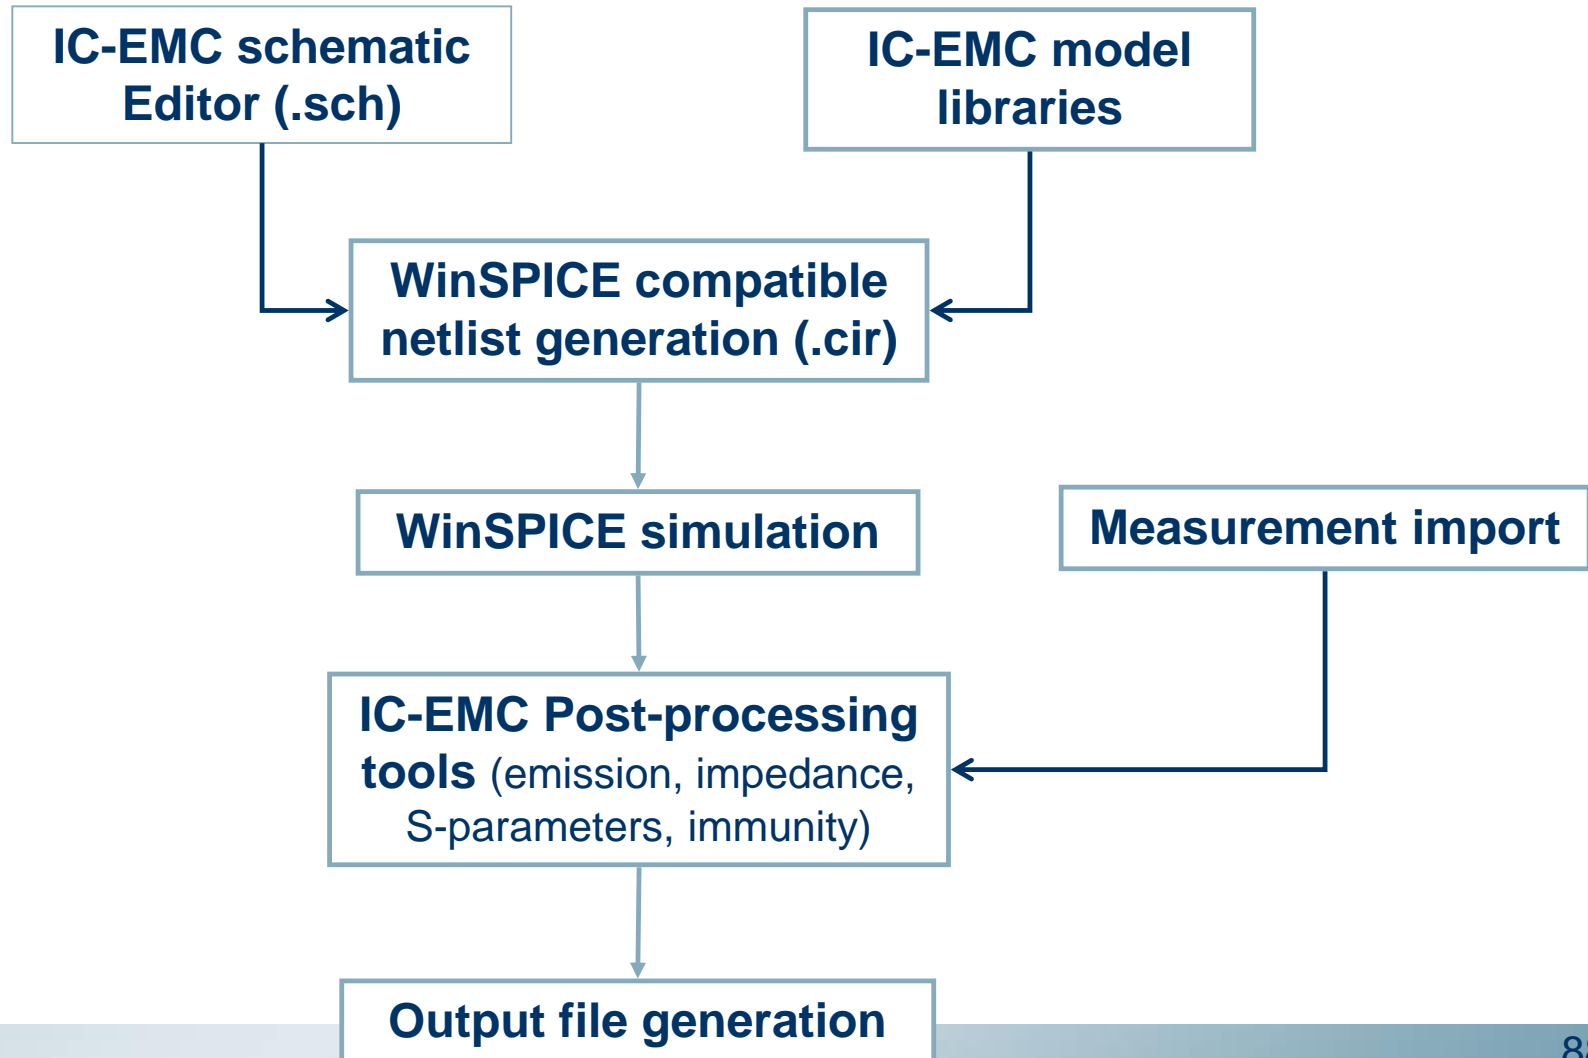 IC-EMC schematic
Editor (.sch)
IC-EMC model
libraries
WinSPICE compatible
netlist generation (.cir)
WinSPICE simulation
Measurement import
IC-EMC Post-processing
tools (emission, impedance,
S-parameters, immunity)
Output file generation